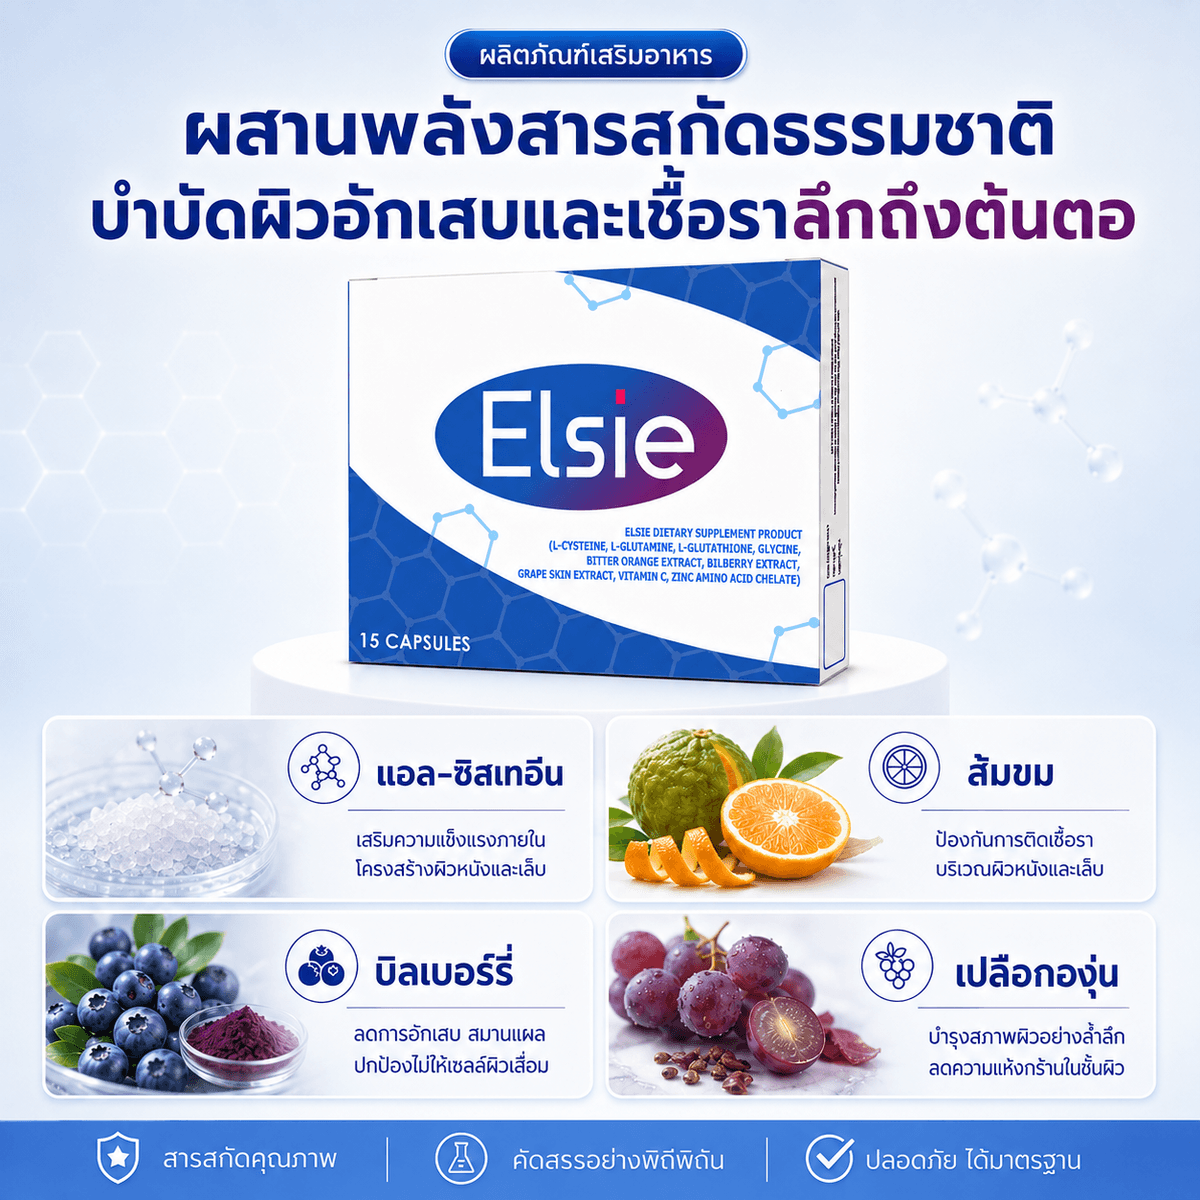 ผลิตภัณฑ์เสริมอาหาร
ผสานพลังสารสกัดธรรมชาติ
บำบัดผิวอักเสบและเชื้อราลึกถึงต้นตอ
Elsie
ELSIE DIETARY SUPPLEMENT PRODUCT
(L-CYSTEINE, L-GLUTAMINE, L-GLUTATHIONE, GLYCINE,
BITTER ORANGE EXTRACT, BILBERRY EXTRACT,
GRAPE SKIN EXTRACT, VITAMIN C, ZINC AMINO ACID CHELATE)
15 CAPSULES
แอล-ซิสเทอีน
เสริมความแข็งแรงภายใน
โครงสร้างผิวหนังและเล็บ
ส้มขม
ป้องกันการติดเชื้อรา
บริเวณผิวหนังและเล็บ
บิลเบอร์รี่
ลดการอักเสบ สมานแผล
ปกป้องไม่ให้เซลล์ผิวเสื่อม
เปลือกองุ่น
บำรุงสภาพผิวอย่างล้ำลึก
ลดความแห้งกร้านในชั้นผิว
สารสกัดคุณภาพ
คัดสรรอย่างพิถีพิถัน
ปลอดภัย ได้มาตรฐาน